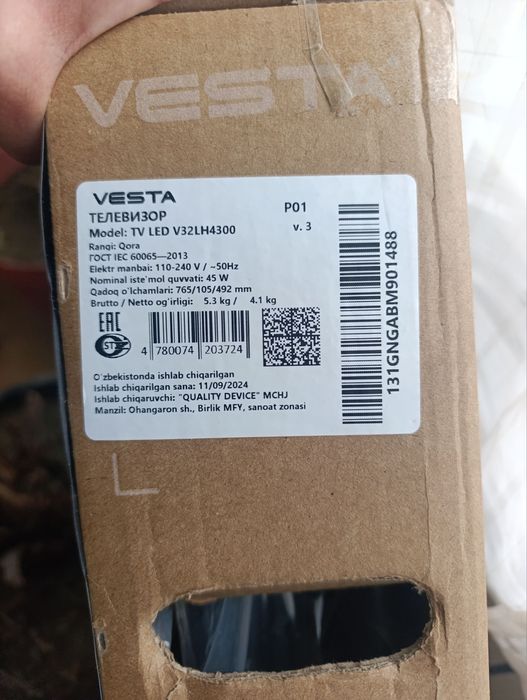 VESTA
VESTA
ТЕЛЕВИЗОР
P01
Model: TV LED V32LH4300
v. 3
Rangi: Qora
ГОСТ IEC 60065—2013
Elektr manbai: 110-240 V / ~50Hz
Nominal iste'mol quvvati: 45 W
Qadoq o'lchamlari: 765/105/492 mm
Brutto / Netto og'irligi: 5.3 kg / 4.1 kg
EAC
4 780074 203724
O'zbekistonda ishlab chiqarilgan
Ishlab chiqarilgan sana: 11/09/2024
Ishlab chiqaruvchi: "QUALITY DEVICE" MCHJ
Manzil: Ohangaron sh., Birlik MFY, sanoat zonasi
131GNGABM901488